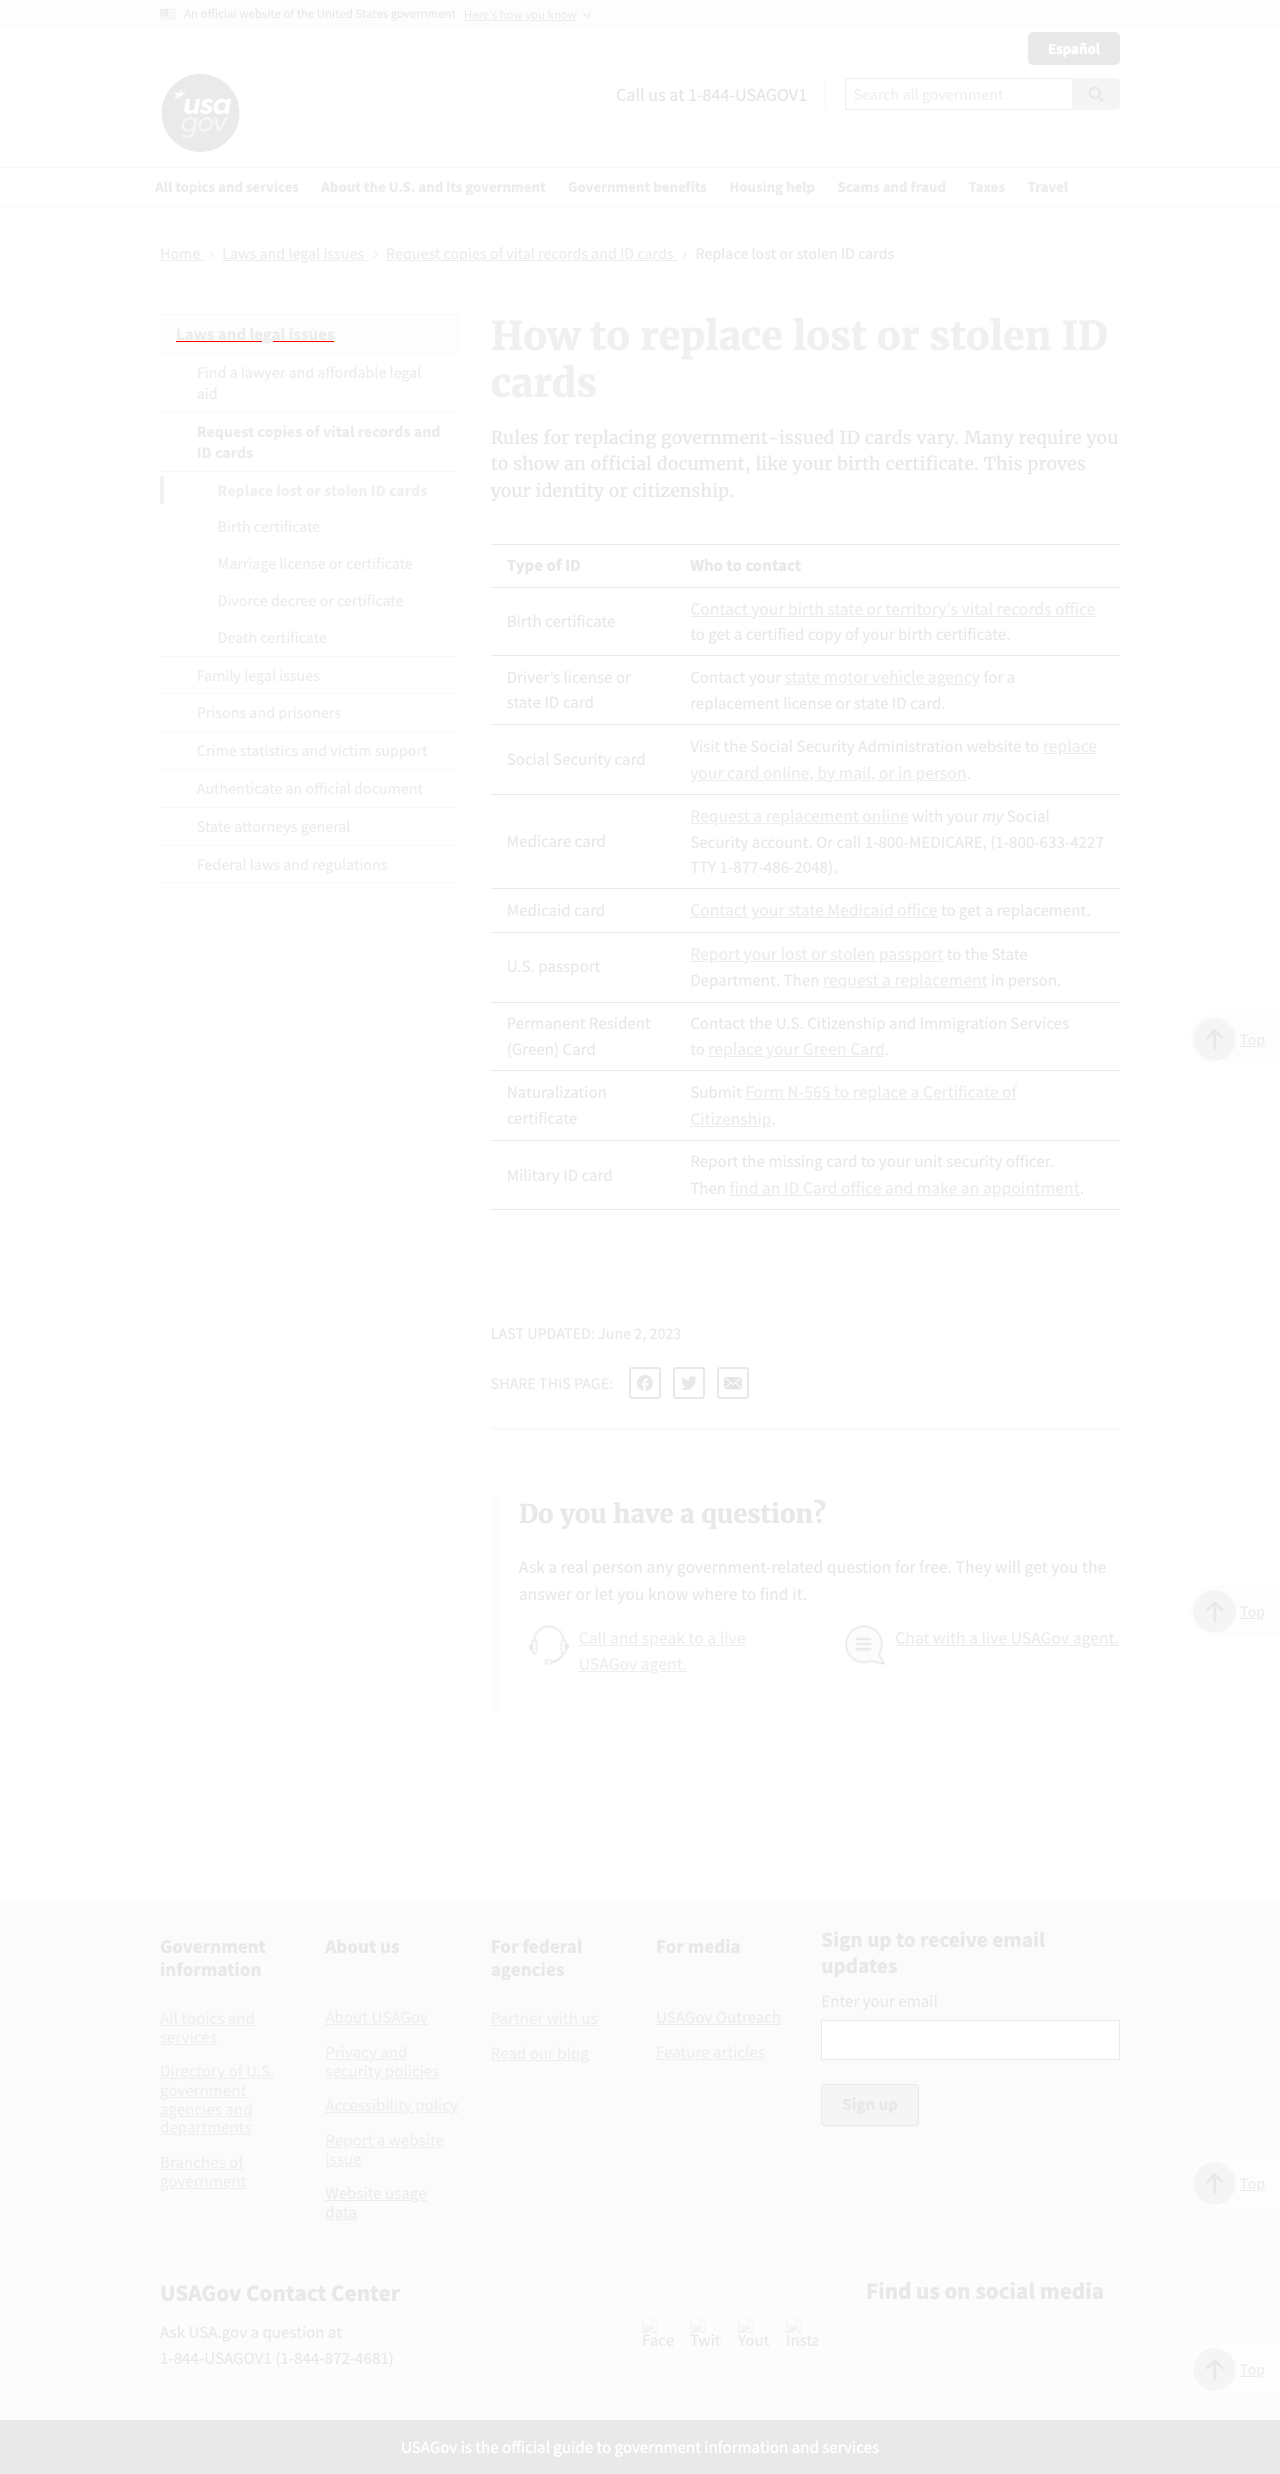 An official website of the United States government Here's how you know
Español
usa
gov
Call us at 1-844-USAGOV1
Search all government
All topics and services About the U.S. and its government Government benefits Housing help Scams and fraud Taxes Travel
Home › Laws and legal issues › Request copies of vital records and ID cards › Replace lost or stolen ID cards
Laws and legal issues
Find a lawyer and affordable legal
aid
Request copies of vital records and
ID cards
Replace lost or stolen ID cards
Birth certificate
Marriage license or certificate
Divorce decree or certificate
Death certificate
Family legal issues
Prisons and prisoners
Crime statistics and victim support
Authenticate an official document
State attorneys general
Federal laws and regulations
How to replace lost or stolen ID
cards
Rules for replacing government-issued ID cards vary. Many require you
to show an official document, like your birth certificate. This proves
your identity or citizenship.
Type of ID Who to contact
Birth certificate
Contact your birth state or territory's vital records office
to get a certified copy of your birth certificate.
Driver's license or
state ID card
Contact your state motor vehicle agency for a
replacement license or state ID card.
Social Security card
Visit the Social Security Administration website to replace
your card online, by mail, or in person.
Medicare card
Request a replacement online with your my Social
Security account. Or call 1-800-MEDICARE, (1-800-633-4227
TTY 1-877-486-2048).
Medicaid card
Contact your state Medicaid office to get a replacement.
U.S. passport
Report your lost or stolen passport to the State
Department. Then request a replacement in person.
Permanent Resident
(Green) Card
Contact the U.S. Citizenship and Immigration Services
to replace your Green Card.
Naturalization
certificate
Submit Form N-565 to replace a Certificate of
Citizenship.
Military ID card
Report the missing card to your unit security officer.
Then find an ID Card office and make an appointment.
Top
LAST UPDATED: June 2, 2023
SHARE THIS PAGE:
Do you have a question?
Ask a real person any government-related question for free. They will get you the
answer or let you know where to find it.
Call and speak to a live
USAGov agent.
Chat with a live USAGov agent.
Top
Government
information
All topics and
services
Directory of U.S.
government
agencies and
departments
Branches of
government
About us
About USAGov
Privacy and
security policies
Accessibility policy
Report a website
issue
Website usage
data
For federal
agencies
Partner with us
Read our blog
For media
USAGov Outreach
Feature articles
Sign up to receive email
updates
Enter your email
Sign up
Top
USAGov Contact Center
Ask USA.gov a question at
1-844-USAGOV1 (1-844-872-4681)
Find us on social media
Face Twit Yout Insta
Top
USAGov is the official guide to government information and services